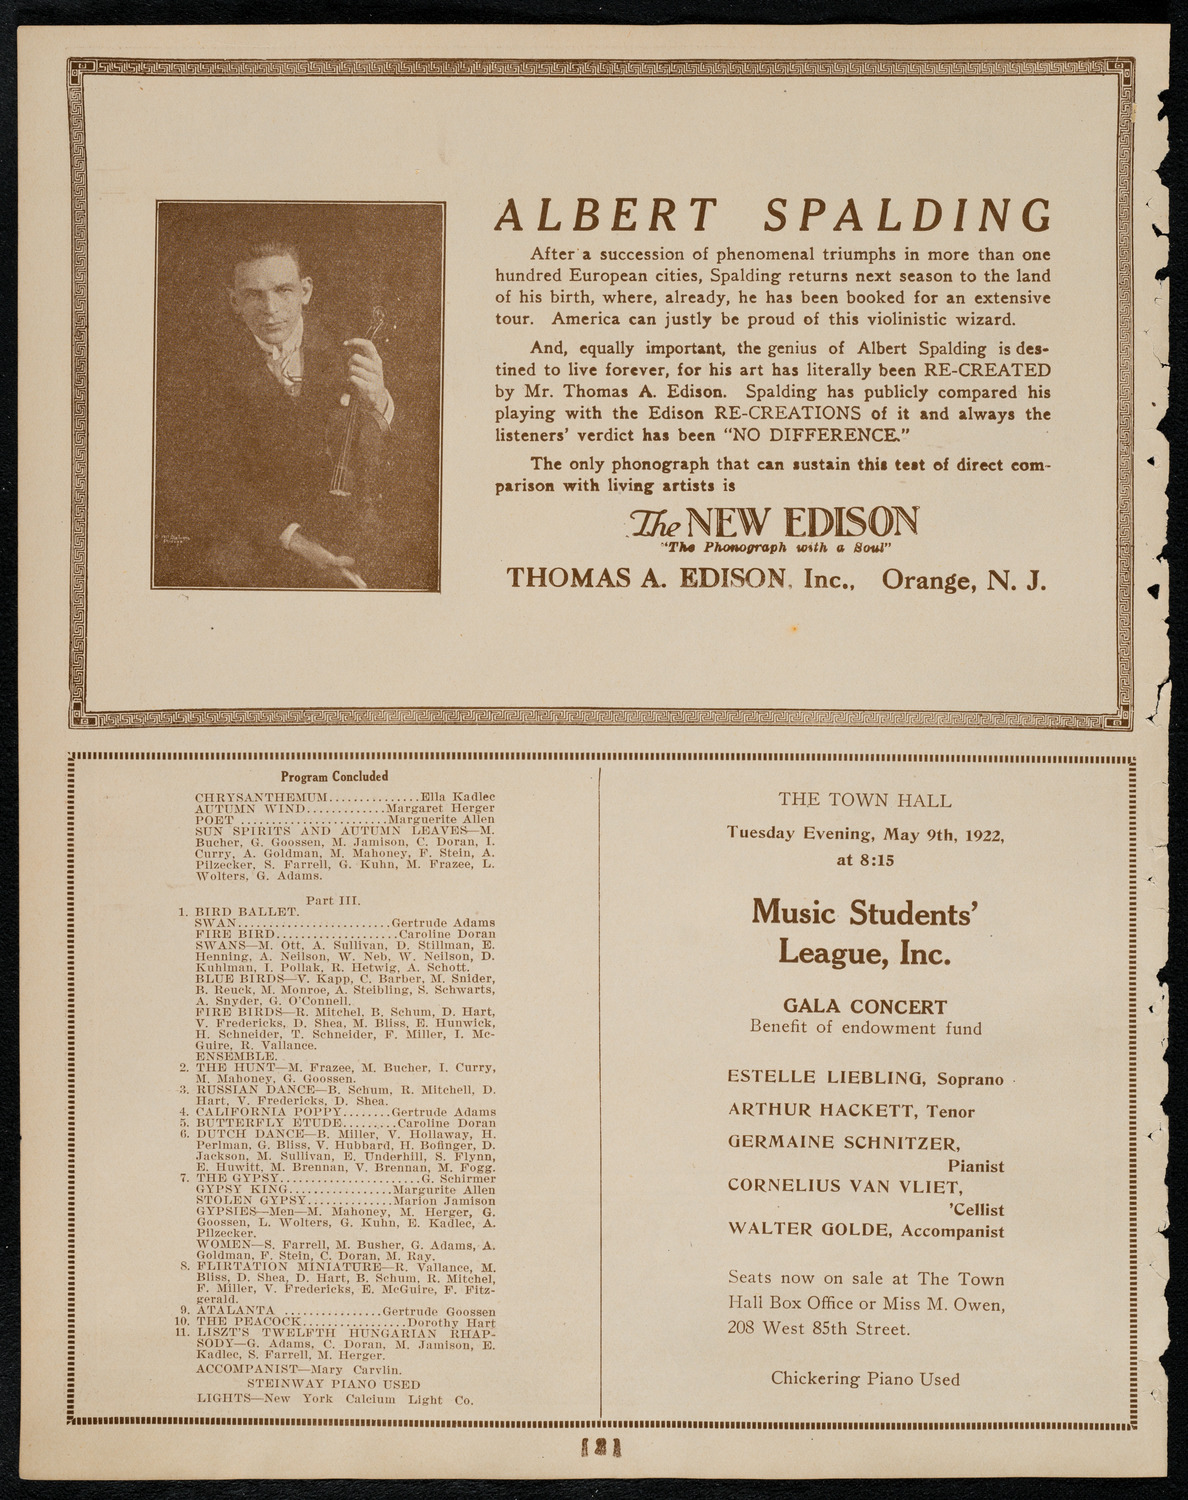 ALBERT SPALDING
After a succession of phenomenal triumphs in more than one
hundred European cities, Spalding returns next season to the land
of his birth, where, already, he has been booked for an extensive
tour. America can justly be proud of this violinistic wizard.
And, equally important, the genius of Albert Spalding is des-
tined to live forever, for his art has literally been RE-CREATED
by Mr. Thomas A. Edison. Spalding has publicly compared his
playing with the Edison RE-CREATIONS of it and always the
listeners' verdict has been "NO DIFFERENCE."
The only phonograph that can sustain this test of direct com-
parison with living artists is
The NEW EDISON
"The Phonograph with a Soul"
THOMAS A. EDISON, Inc., Orange, N. J.
Program Concluded
CHRYSANTHEMUM...............Ella Kadlec
AUTUMN WIND.............Margaret Herger
POET ........................Marguerite Allen
SUN SPIRITS AND AUTUMN LEAVES—M.
Bucher, G. Goossen, M. Jamison, C. Doran, I.
Curry, A. Goldman, M. Mahoney, F. Stein, A.
Pilzecker, S. Farrell, G. Kuhn, M. Frazee, L.
Wolters, G. Adams.
Part III.
1. BIRD BALLET.
SWAN.........................Gertrude Adams
FIRE BIRD....................Caroline Doran
SWANS—M. Ott, A. Sullivan, D. Stillman, E.
Henning, A. Neilson, W. Neb, W. Neilson, D.
Kuhlman, I. Pollak, R. Hetwig, A. Schott.
BLUE BIRDS—V. Kapp, C. Barber, M. Snider,
B. Reuck, M. Monroe, A. Steibling, S. Schwarts,
A. Snyder, G. O'Connell.
FIRE BIRDS—R. Mitchel, B. Schum, D. Hart,
V. Fredericks, D. Shea, M. Bliss, E. Hunwick,
H. Schneider, T. Schneider, F. Miller, I. Mc-
Guire, R. Vallance.
ENSEMBLE.
2. THE HUNT—M. Frazee, M. Bucher, I. Curry,
M. Mahoney, G. Goossen.
3. RUSSIAN DANCE—B. Schum, R. Mitchell, D.
Hart, V. Fredericks, D. Shea.
4. CALIFORNIA POPPY........Gertrude Adams
5. BUTTERFLY ETUDE.........Caroline Doran
6. DUTCH DANCE—B. Miller, V. Hollaway, H.
Perlman, G. Bliss, V. Hubbard, H. Bofinger, D.
Jackson, M. Sullivan, E. Underhill, S. Flynn,
E. Huwitt, M. Brennan, V. Brennan, M. Fogg.
7. THE GYPSY.......................G. Schirmer
GYPSY KING.................Margurite Allen
STOLEN GYPSY..............Marion Jamison
GYPSIES—Men—M. Mahoney, M. Herger, G.
Goossen, L. Wolters, G. Kuhn, E. Kadlec, A.
Pilzecker.
WOMEN—S. Farrell, M. Busher, G. Adams, A.
Goldman, F. Stein, C. Doran, M. Ray.
8. FLIRTATION MINIATURE—R. Vallance, M.
Bliss, D. Shea, D. Hart, B. Schum, R. Mitchel,
F. Miller, V. Fredericks, E. McGuire, F. Fitz-
gerald.
9. ATALANTA ................Gertrude Goossen
10. THE PEACOCK.................Dorothy Hart
11. LISZT'S TWELFTH HUNGARIAN RHAP-
SODY—G. Adams, C. Doran, M. Jamison, E.
Kadlec, S. Farrell, M. Herger.
ACCOMPANIST—Mary Carvlin.
STEINWAY PIANO USED
LIGHTS—New York Calcium Light Co.
THE TOWN HALL
Tuesday Evening, May 9th, 1922,
at 8:15
Music Students'
League, Inc.
GALA CONCERT
Benefit of endowment fund
ESTELLE LIEBLING, Soprano
ARTHUR HACKETT, Tenor
GERMAINE SCHNITZER,
Pianist
CORNELIUS VAN VLIET,
'Cellist
WALTER GOLDE, Accompanist
Seats now on sale at The Town
Hall Box Office or Miss M. Owen,
208 West 85th Street.
Chickering Piano Used